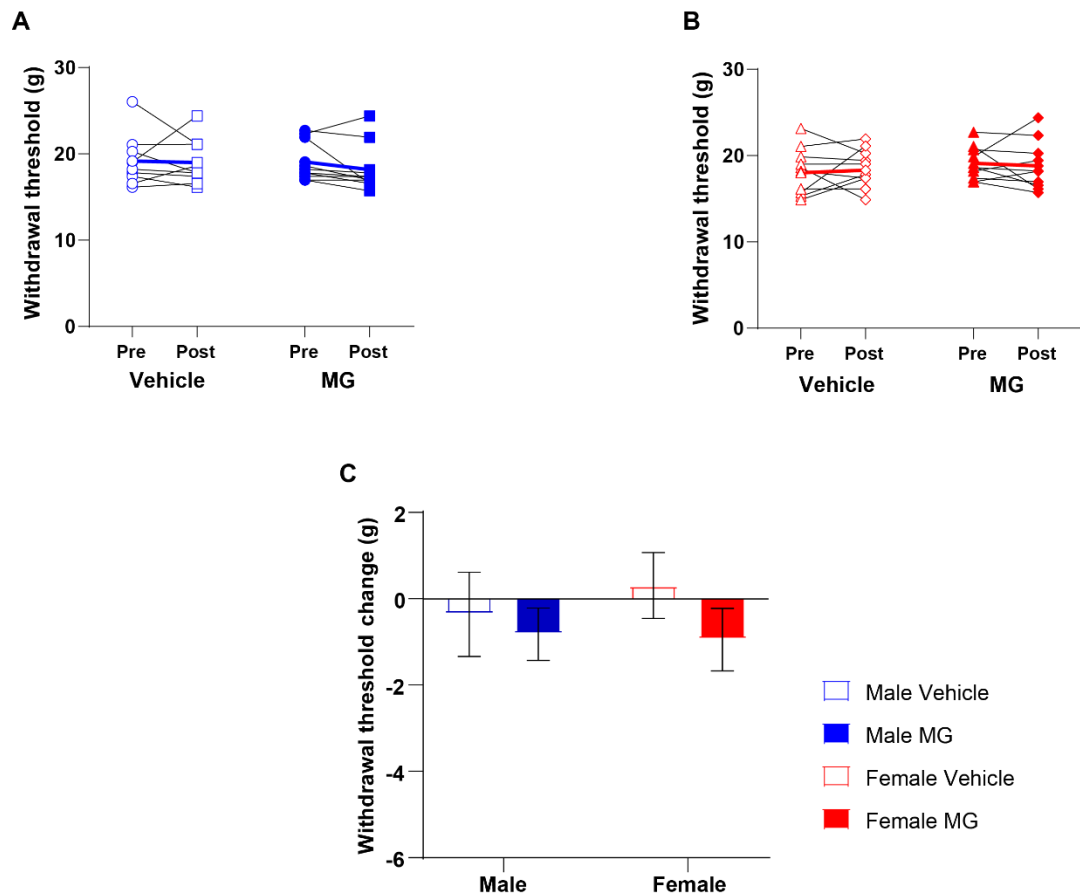 A
Withdrawal threshold (g)
30
20
10
0
Pre Post Pre Post
Vehicle MG
B
Withdrawal threshold (g)
30
20
10
0
Pre Post Pre Post
Vehicle MG
C
Withdrawal threshold change (g)
2
0
-2
-4
-6
Male Female
Male Vehicle
Male MG
Female Vehicle
Female MG